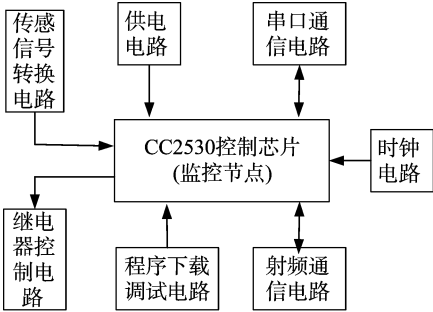 传感
信号
转换
电路
供电
电路
串口通
信电路
CC2530控制芯片
(监控节点)
时钟
电路
继电
器控
制电
路
程序下载
调试电路
射频通
信电路